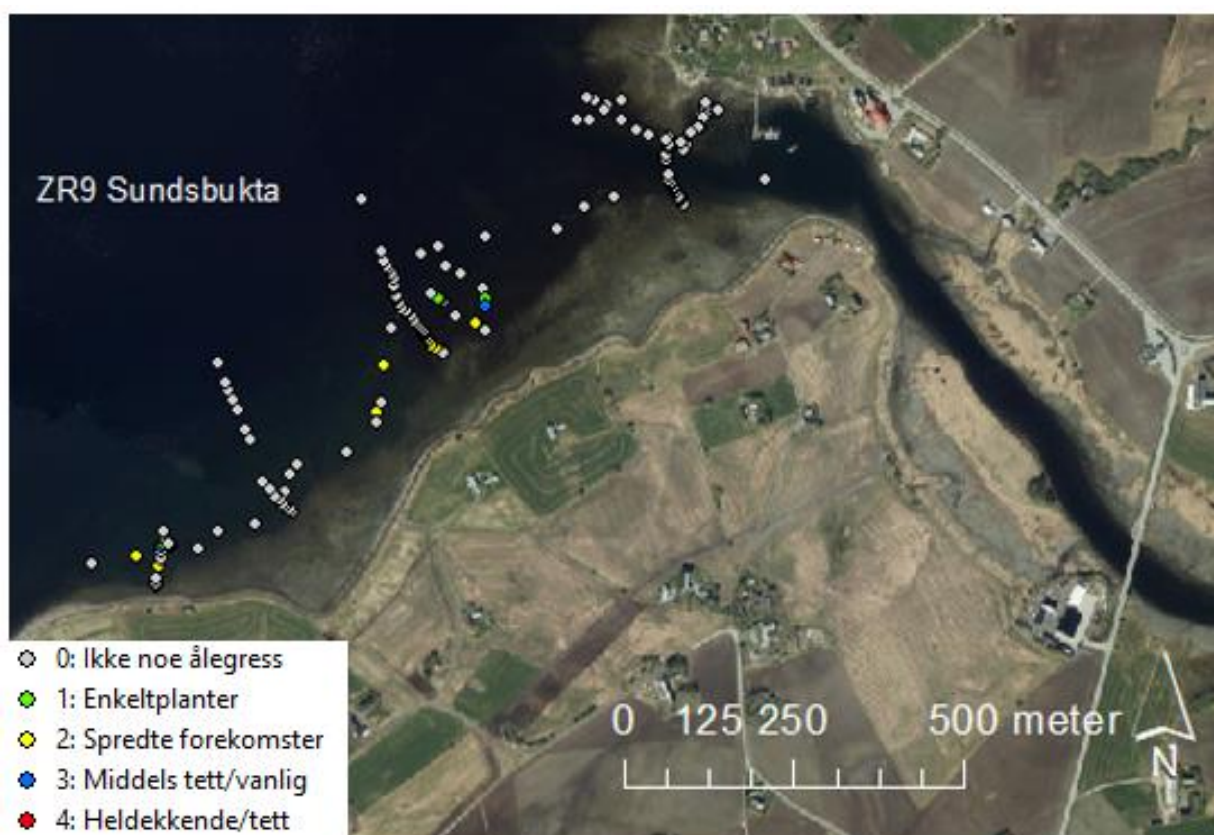 ZR9 Sundsbukta
0: Ikke noe ålegress
1: Enkeltplanter
2: Spredte forekomster
3: Middels tett/vanlig
4: Heldekkende/tett
0 125 250 500 meter
N